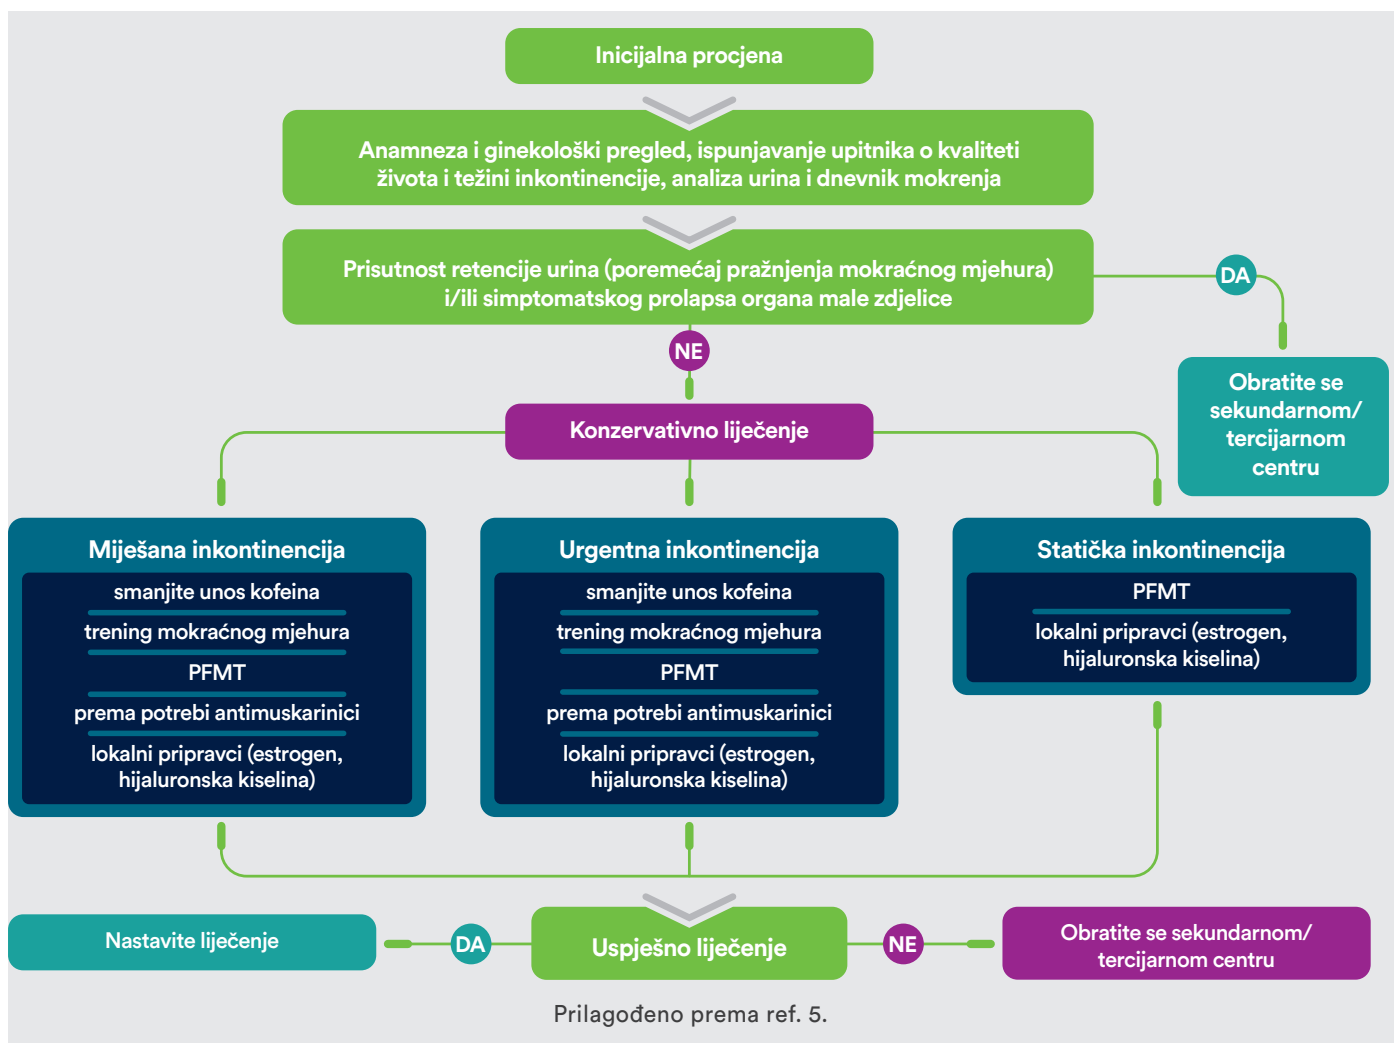 Inicijalna procjena
Anamneza i ginekološki pregled, ispunjavanje upitnika o kvaliteti
života i težini inkontinencije, analiza urina i dnevnik mokrenja
Prisutnost retencije urina (poremećaj pražnjenja mokraćnog mjehura)
i/ili simptomatskog prolapsa organa male zdjelice
DA
NE
Obratite se
sekundarnom/
tercijarnom
centru
Konzervativno liječenje
Miješana inkontinencija
smanjite unos kofeina
trening mokraćnog mjehura
PFMT
prema potrebi antimuskarinici
lokalni pripravci (estrogen,
hijaluronska kiselina)
Urgentna inkontinencija
smanjite unos kofeina
trening mokraćnog mjehura
PFMT
prema potrebi antimuskarinici
lokalni pripravci (estrogen,
hijaluronska kiselina)
Statička inkontinencija
PFMT
lokalni pripravci (estrogen,
hijaluronska kiselina)
Nastavite liječenje
DA
Uspješno liječenje
NE
Obratite se sekundarnom/
tercijarnom centru
Prilagođeno prema ref. 5.